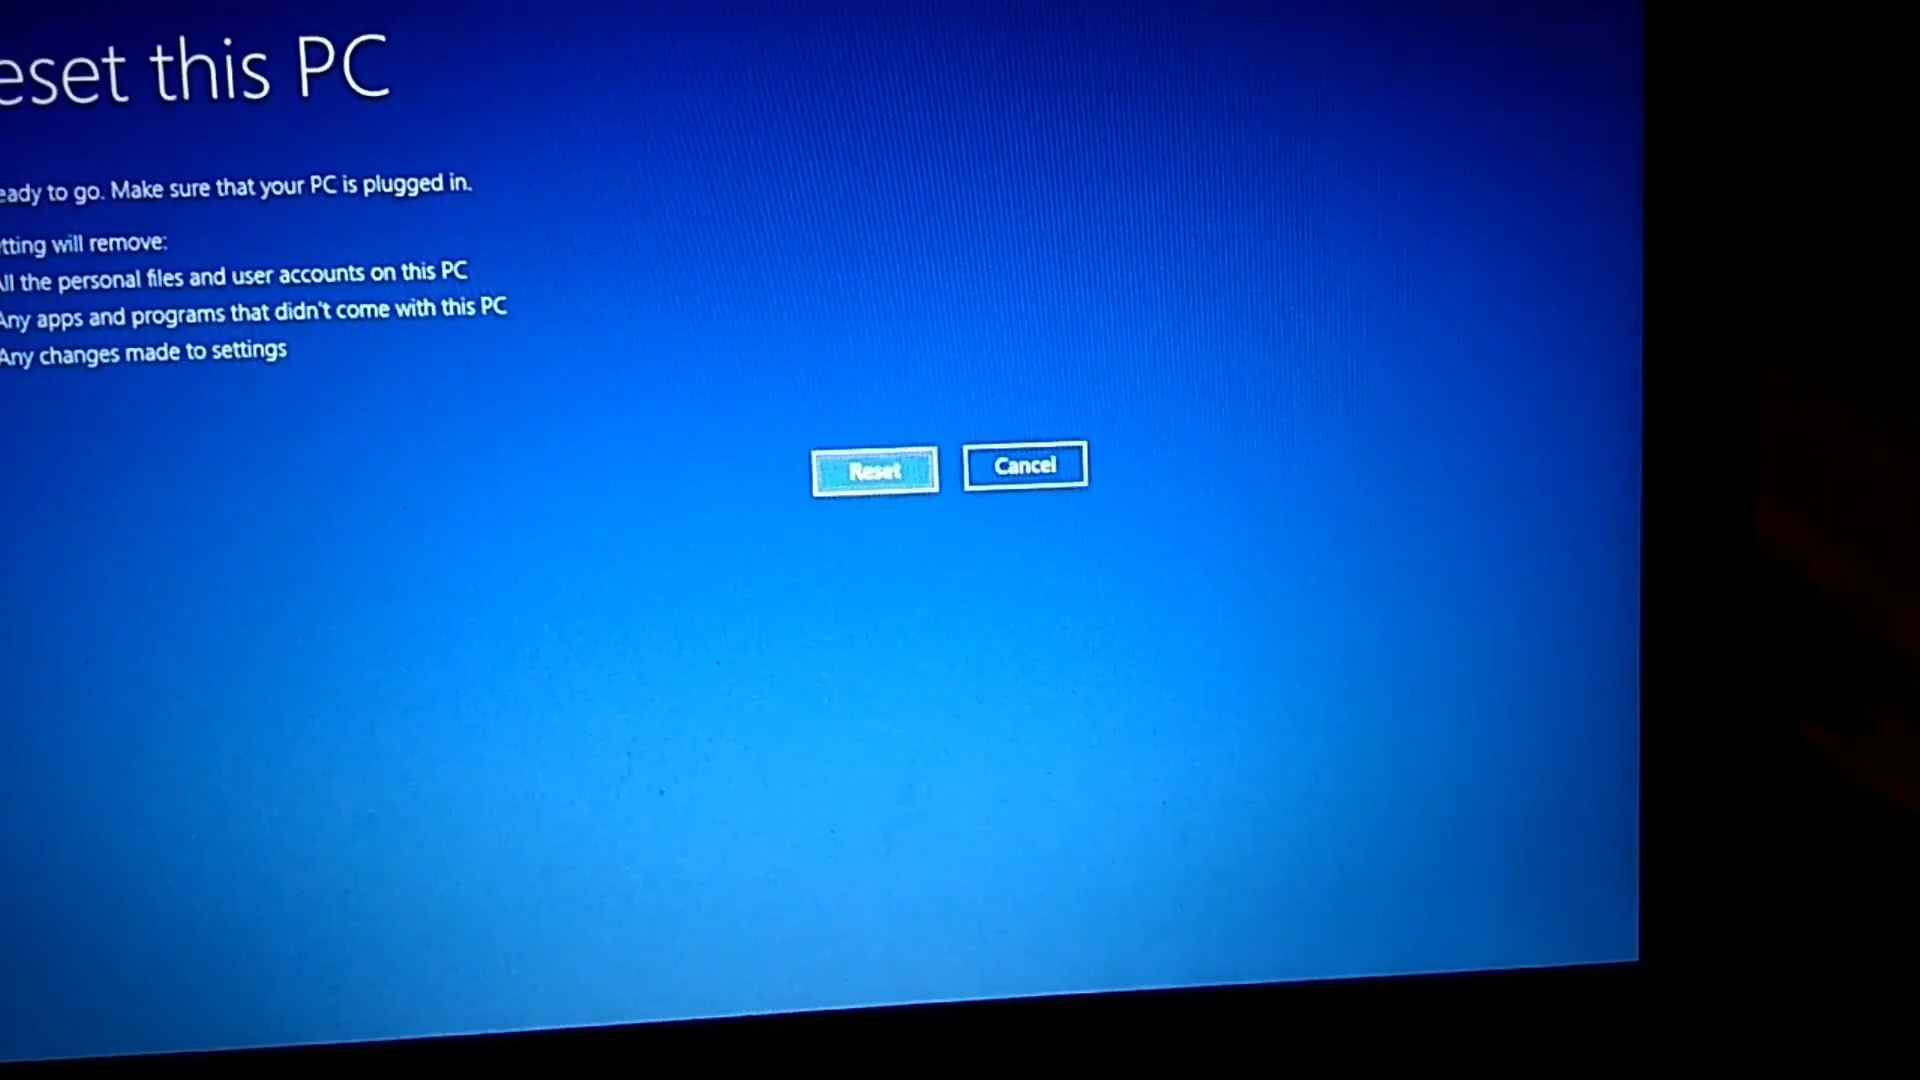 eset this PC
eady to go. Make sure that your PC is plugged in.
tting will remove:
All the personal files and user accounts on this PC
Any apps and programs that didn't come with this PC
Any changes made to settings
Reset
Cancel